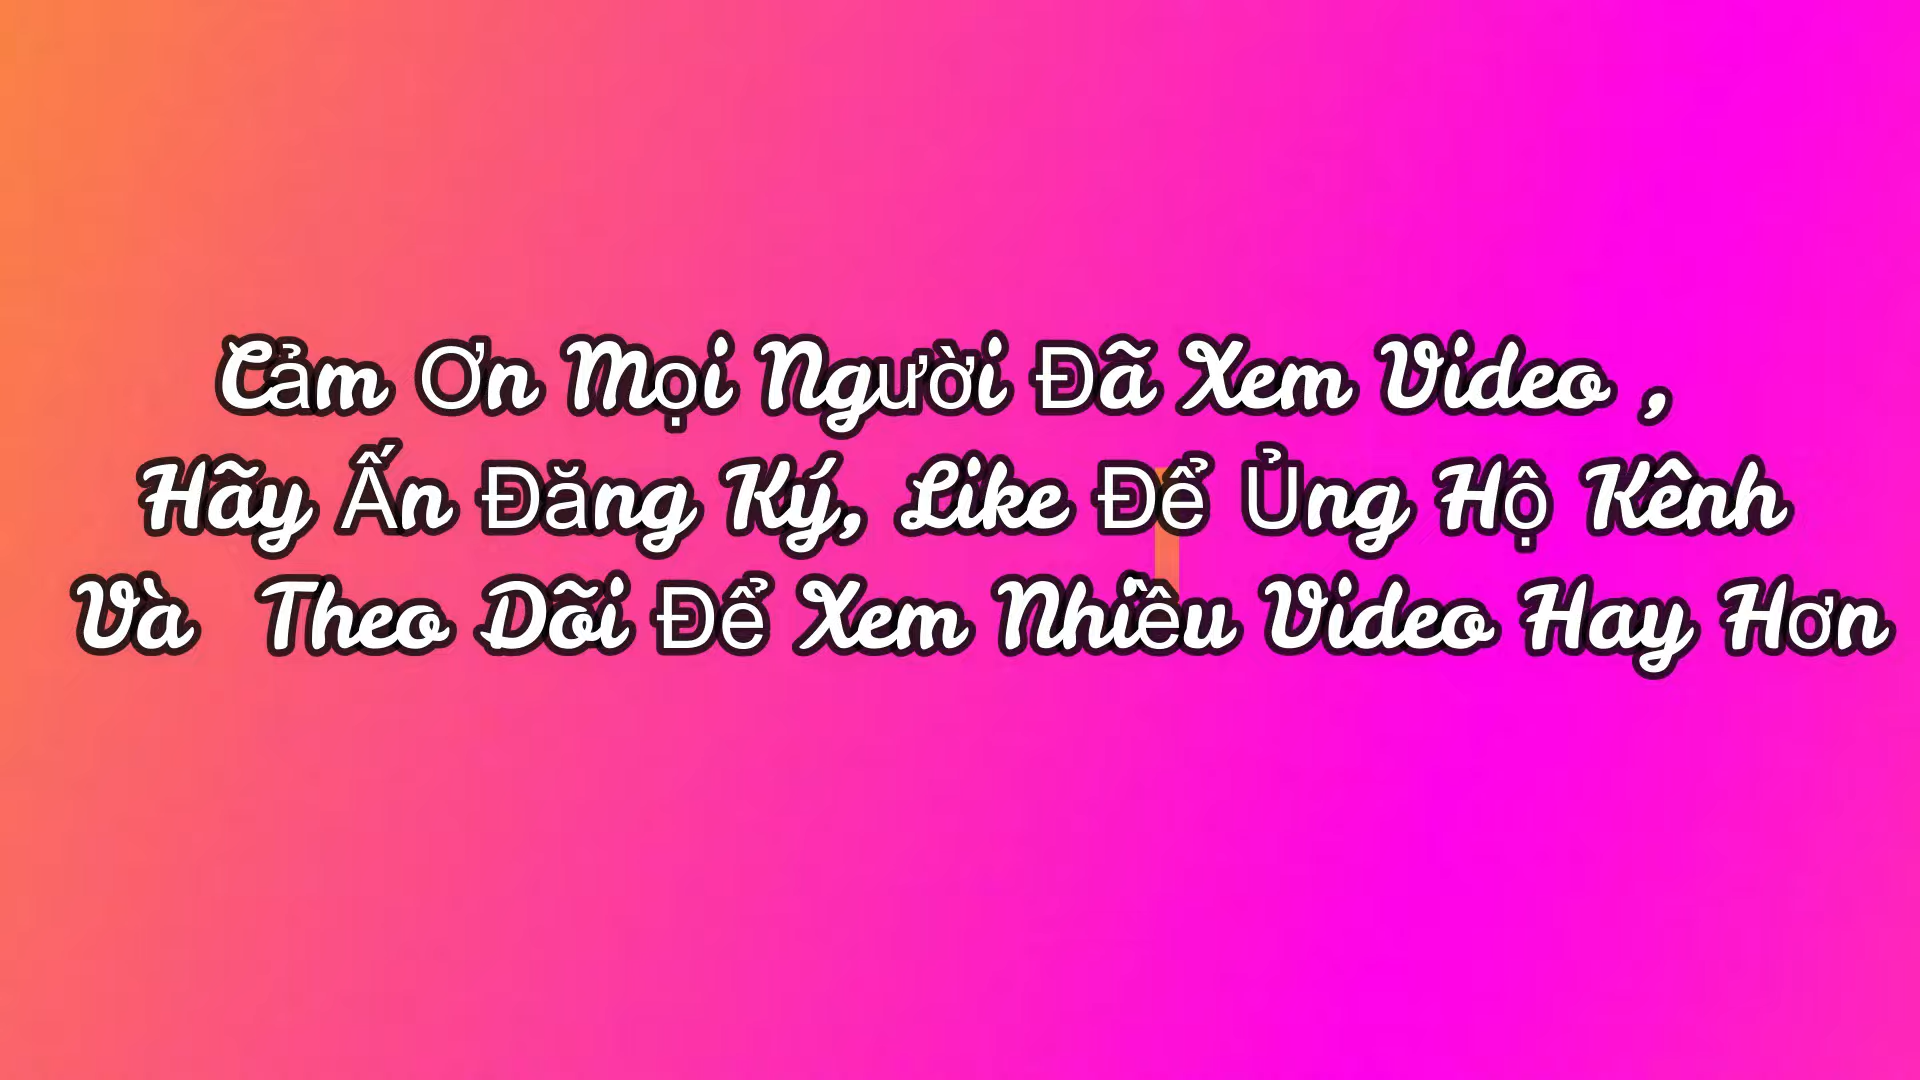 Cảm Ơn Mọi Người Đã Xem Video ,
Hãy Ấn Đăng Ký, Like Để Ủng Hộ Kênh
Và  Theo Dõi Để Xem Nhiều Video Hay Hơn